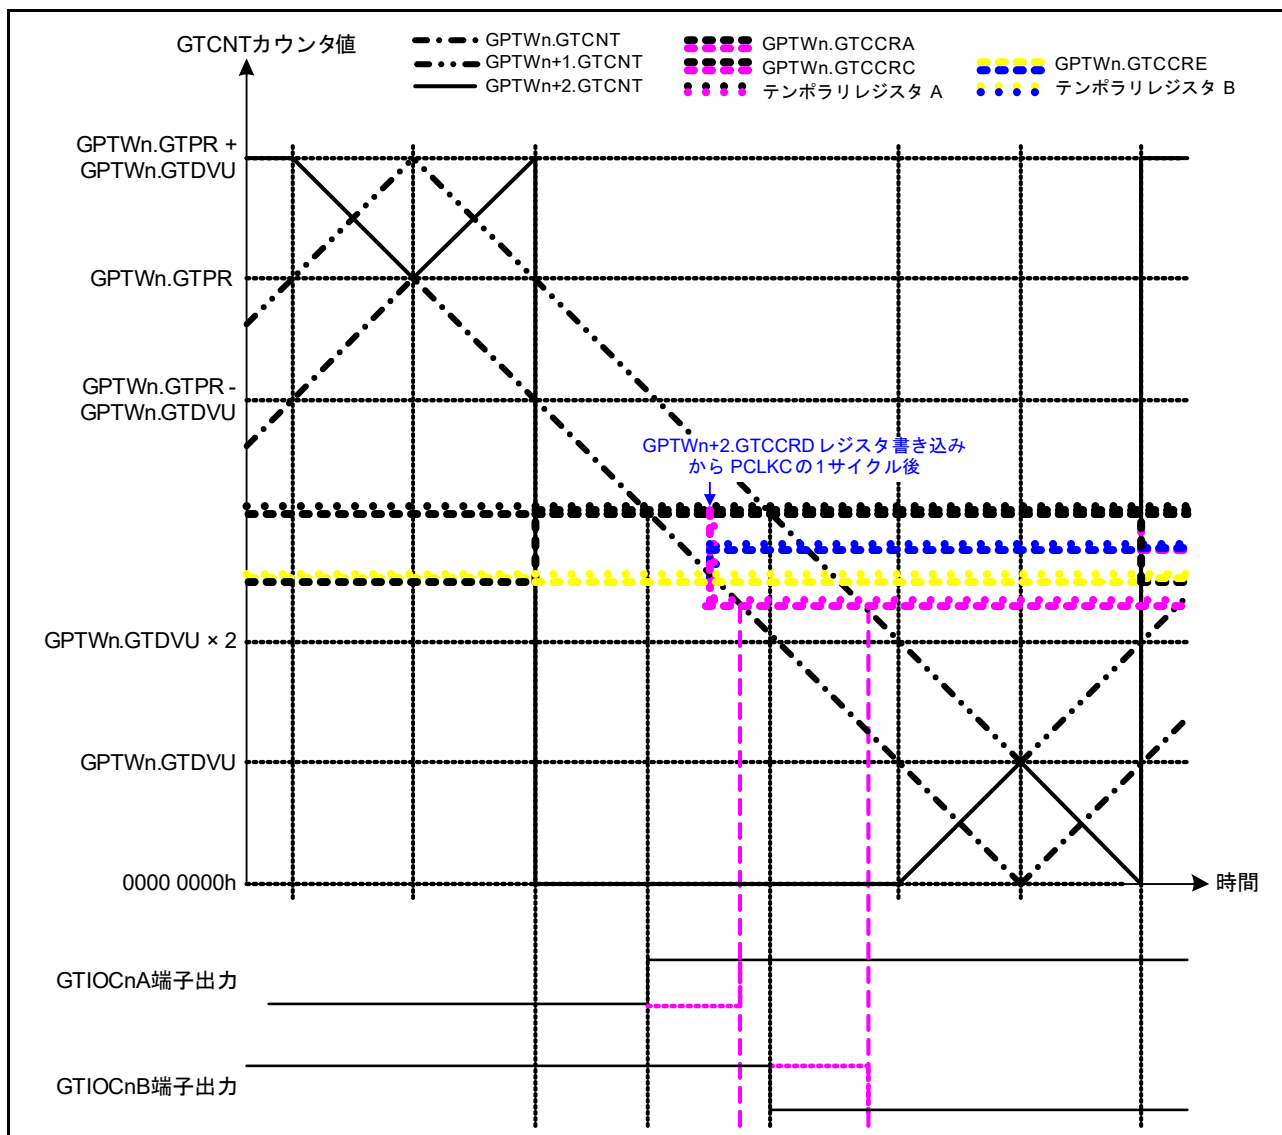 GTCNTカウンタ値
GPTWn.GTCNT
GPTWn+1.GTCNT
GPTWn+2.GTCNT
GPTWn.GTCCRA
GPTWn.GTCCRC
テンポラリレジスタ A
GPTWn.GTCCRE
テンポラリレジスタ B
GPTWn.GTPR +
GPTWn.GTDVU
GPTWn.GTPR
GPTWn.GTPR -
GPTWn.GTDVU
GPTWn+2.GTCCRD レジスタ書き込み
から PCLKCの1サイクル後
GPTWn.GTDVU × 2
GPTWn.GTDVU
0000 0000h
時間
GTIOCnA端子出力
GTIOCnB端子出力